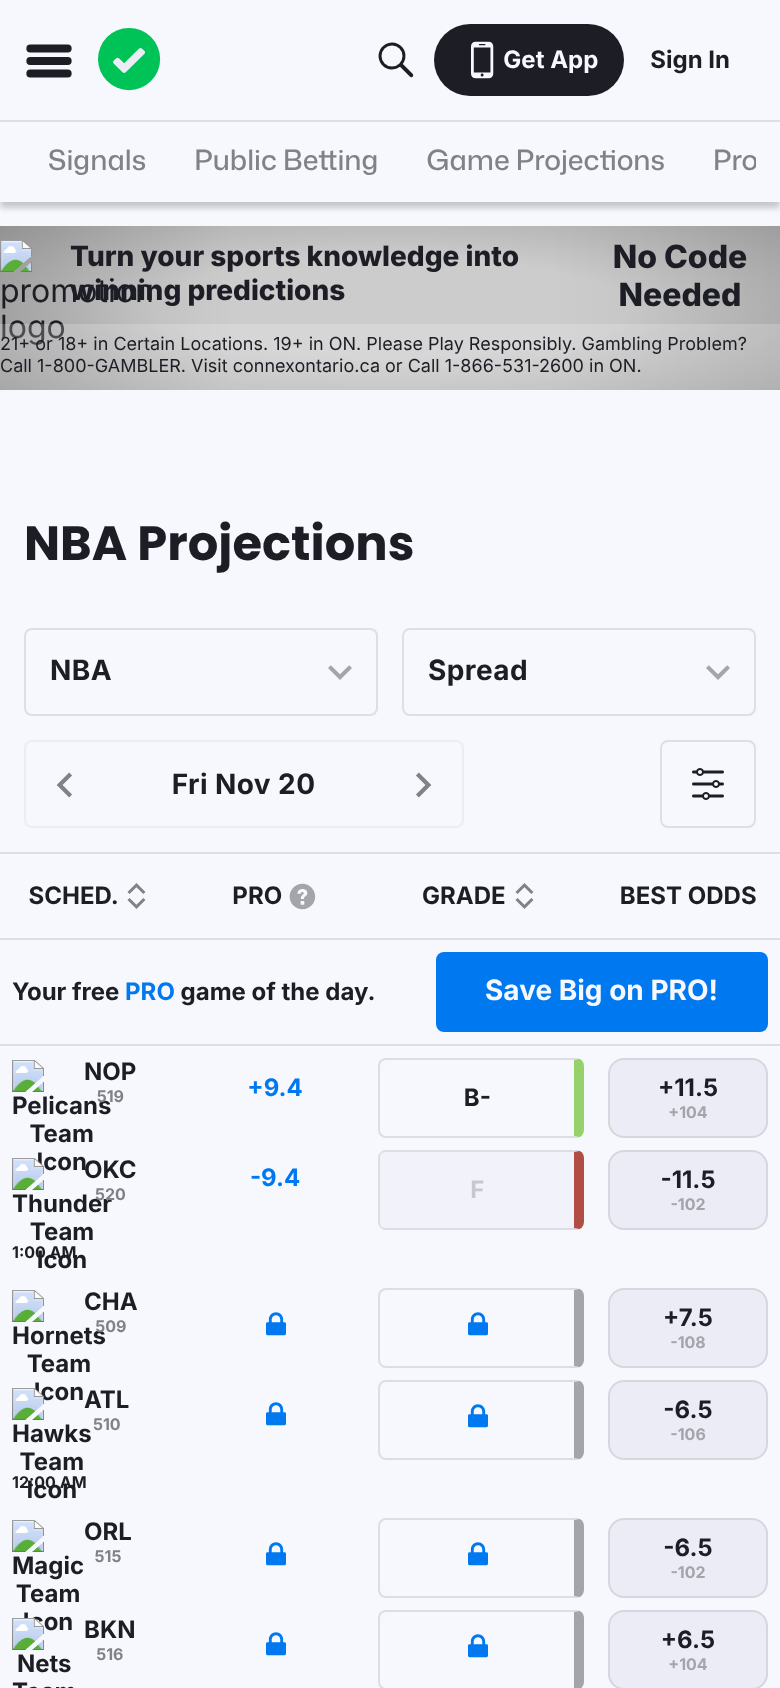 Get App
Sign In
Signals
Public Betting
Game Projections
Pro
Turn your sports knowledge into
winning predictions
No Code
Needed
promotion
logo
21+ or 18+ in Certain Locations. 19+ in ON. Please Play Responsibly. Gambling Problem?
Call 1-800-GAMBLER. Visit connexontario.ca or Call 1-866-531-2600 in ON.
NBA Projections
NBA
Spread
Fri Nov 20
SCHED.
PRO ?
GRADE
BEST ODDS
Your free PRO game of the day.
Save Big on PRO!
NOP
519
Pelicans
Team
Icon
+9.4
B-
+11.5
+104
OKC
520
Thunder
Team
Icon
-9.4
F
-11.5
-102
1:00 AM
CHA
509
Hornets
Team
Icon
+7.5
-108
ATL
510
Hawks
Team
Icon
-6.5
-106
12:00 AM
ORL
515
Magic
Team
Icon
-6.5
-102
BKN
516
Nets
Team
+6.5
+104